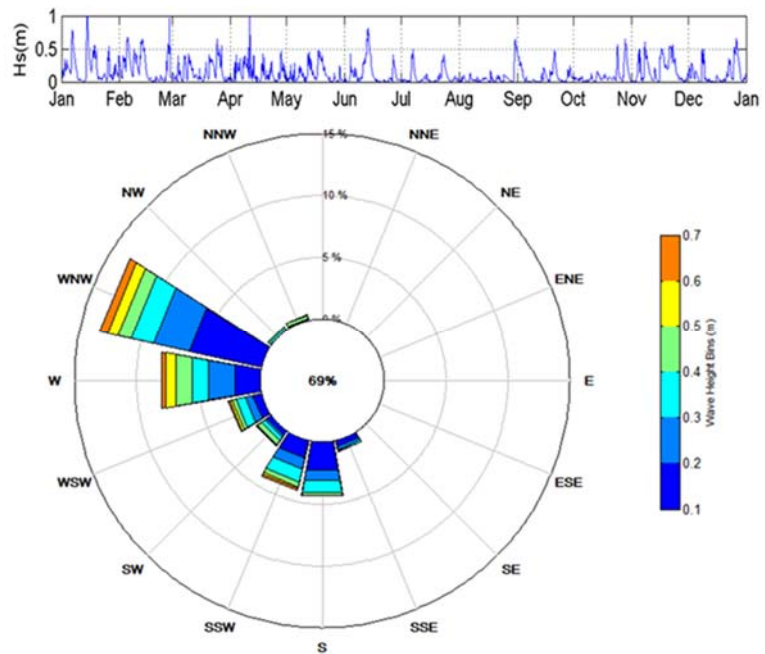 Hs(m)
1
0.5
0
Jan Feb Mar Apr May Jun Jul Aug Sep Oct Nov Dec Jan
15 %
NNW NNE
10 %
NW NE
5 %
WNW ENE
0 %
0.7
0.6
0.5
0.4
0.3
0.2
0.1
Wave Height Bins (m)
W 69% E
WSW ESE
SW SE
SSW SSE
S